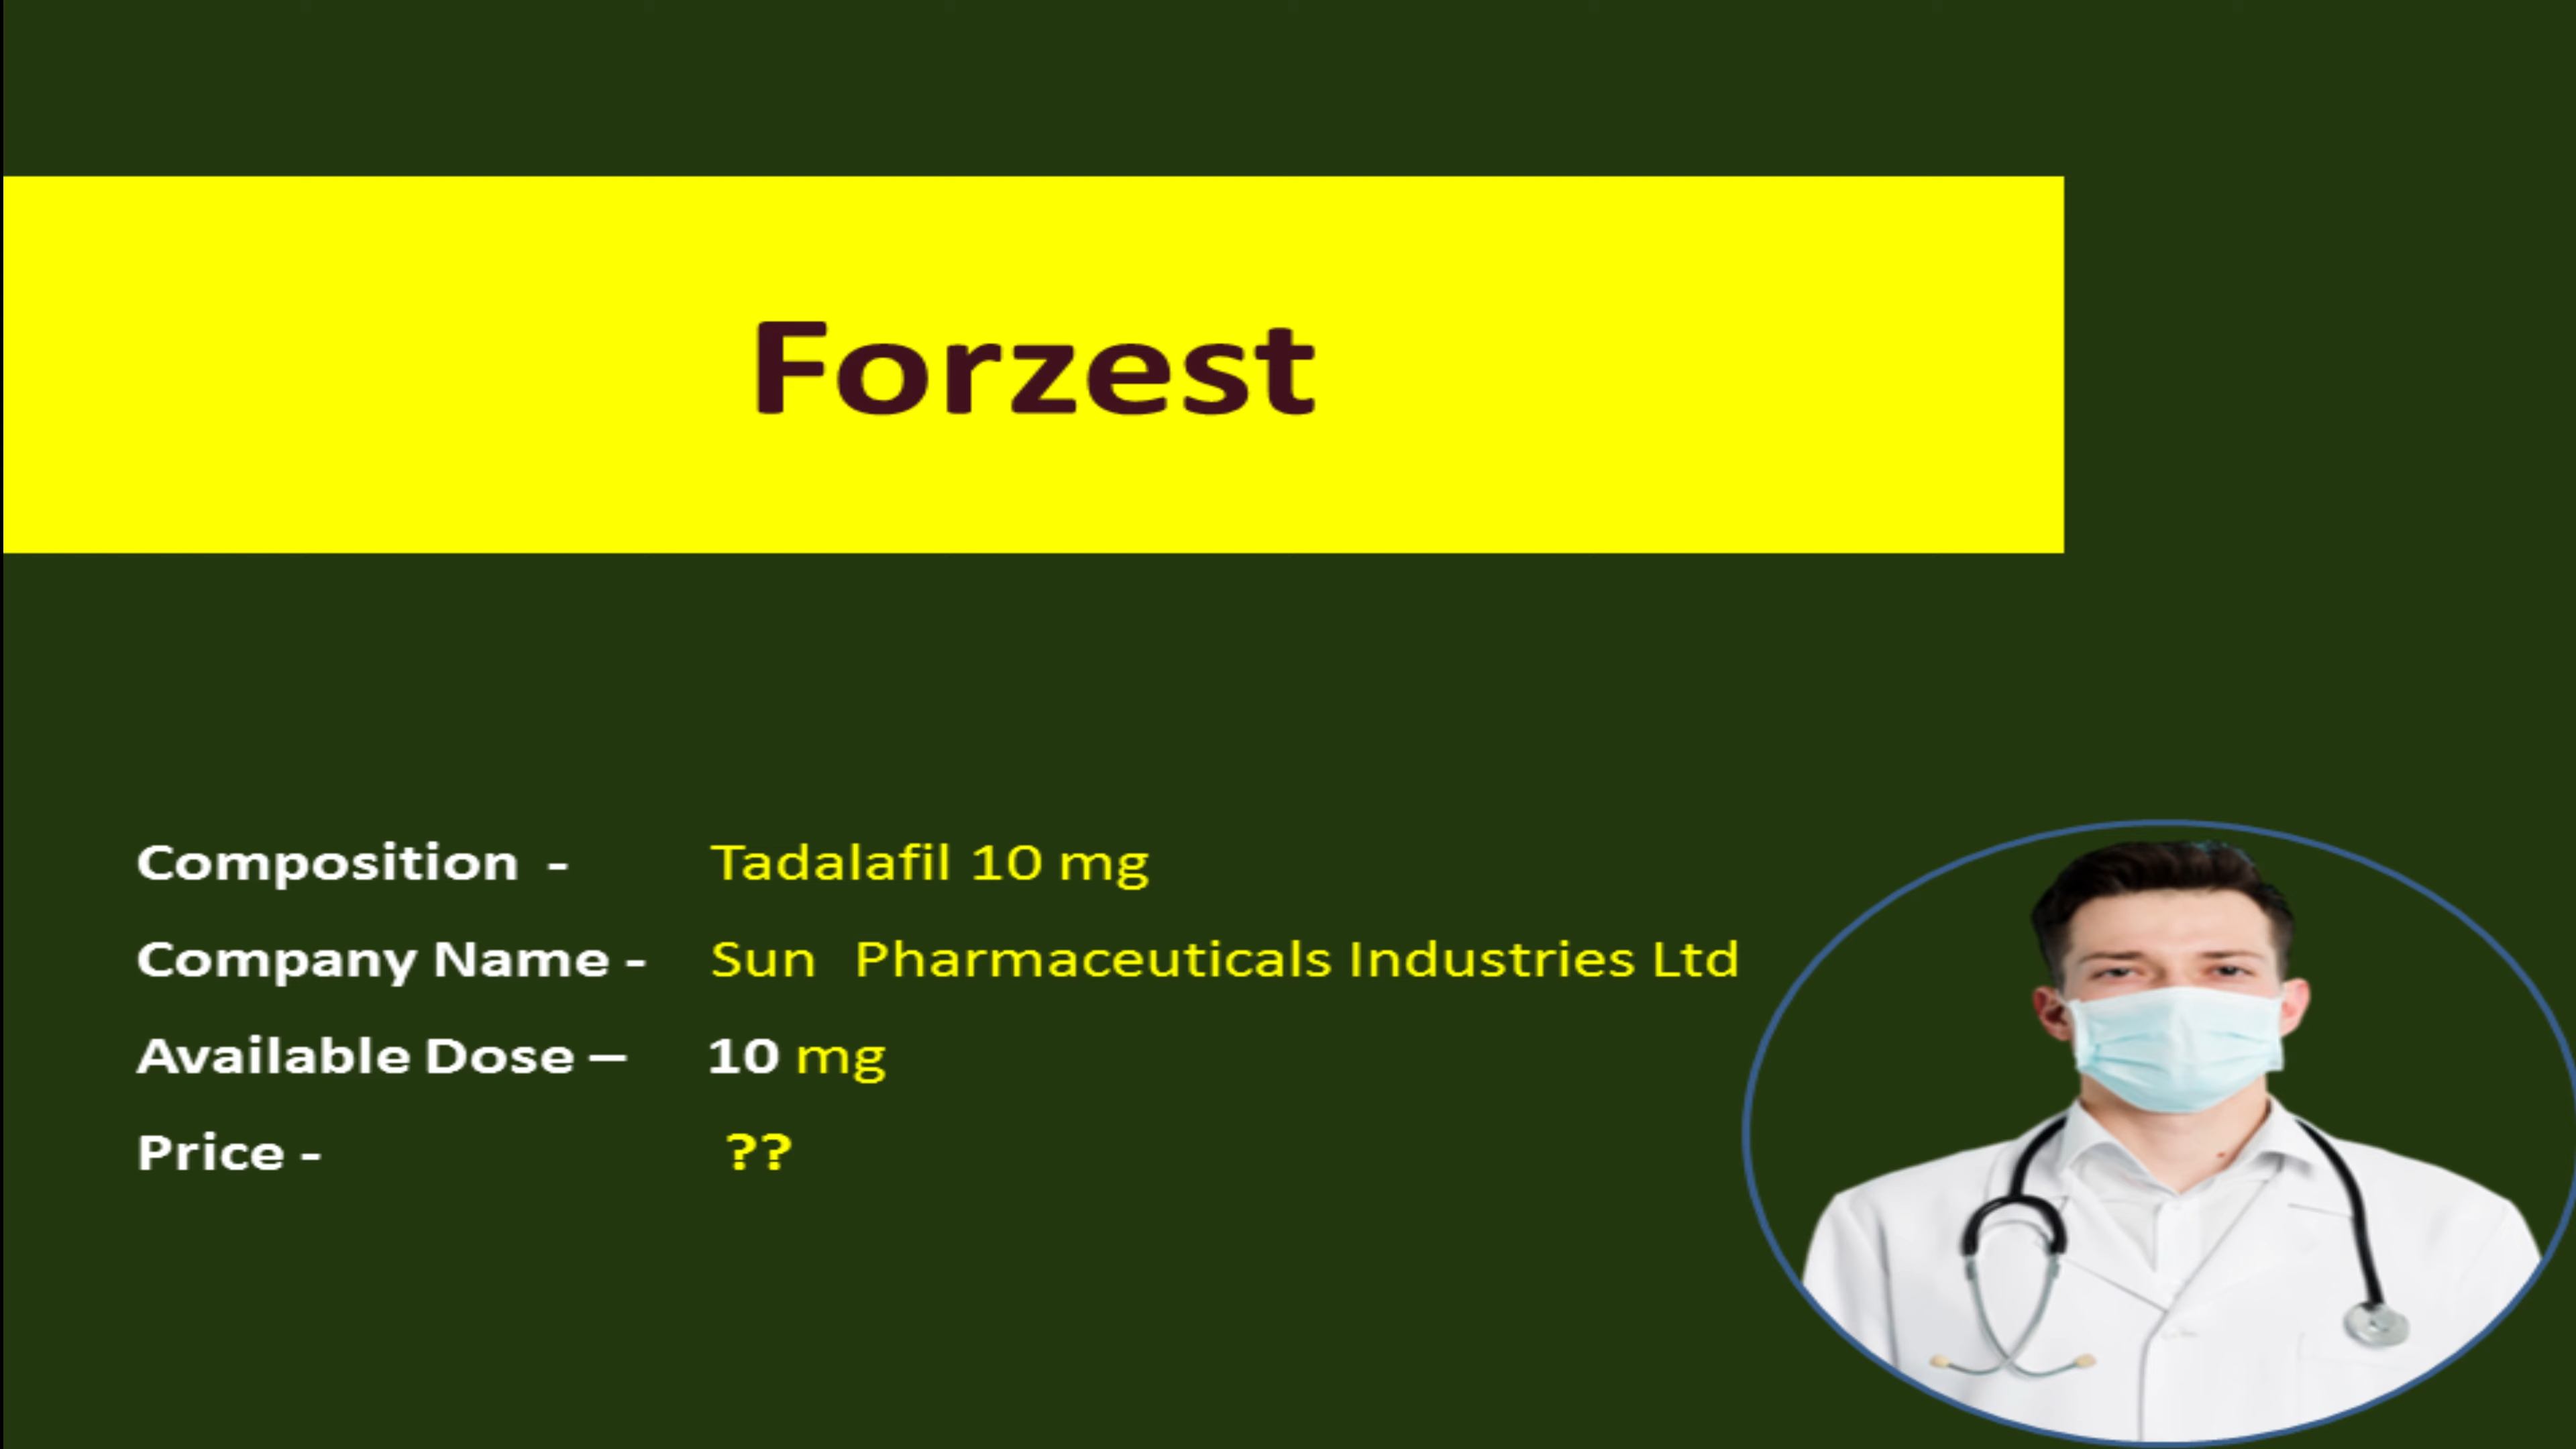 Forzest
Composition - Tadalafil 10 mg
Company Name - Sun Pharmaceuticals Industries Ltd
Available Dose – 10 mg
Price - ??